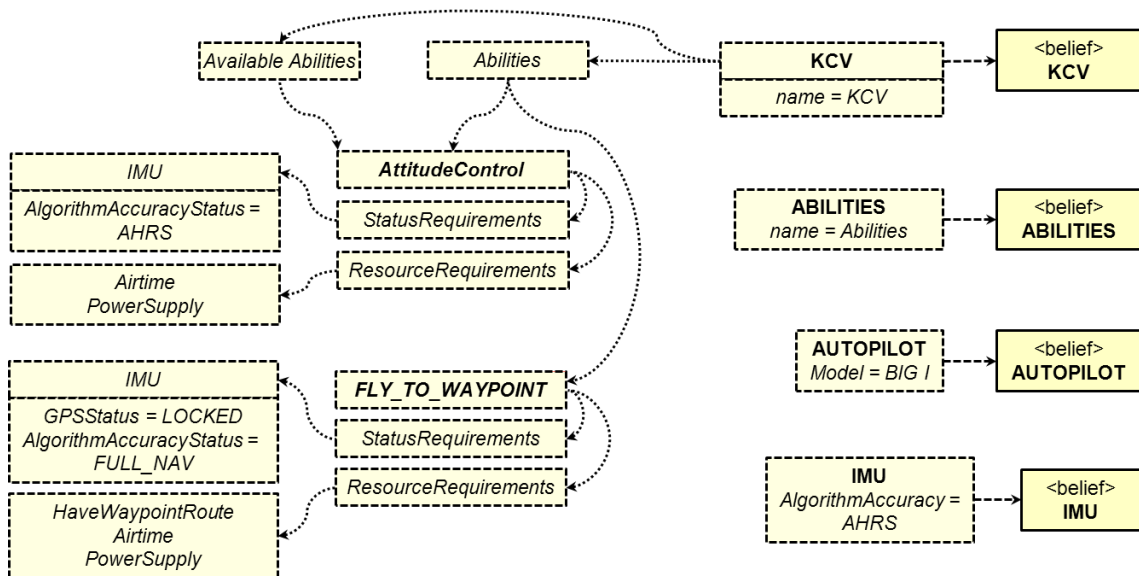 Available Abilities
Abilities
KCV
name = KCV
<belief>
KCV
AttitudeControl
StatusRequirements
ResourceRequirements
IMU
AlgorithmAccuracyStatus =
AHRS
Airtime
PowerSupply
ABILITIES
name = Abilities
<belief>
ABILITIES
AUTOPILOT
Model = BIG I
<belief>
AUTOPILOT
IMU
GPSStatus = LOCKED
AlgorithmAccuracyStatus =
FULL_NAV
FLY_TO_WAYPOINT
StatusRequirements
ResourceRequirements
HaveWaypointRoute
Airtime
PowerSupply
IMU
AlgorithmAccuracy =
AHRS
<belief>
IMU